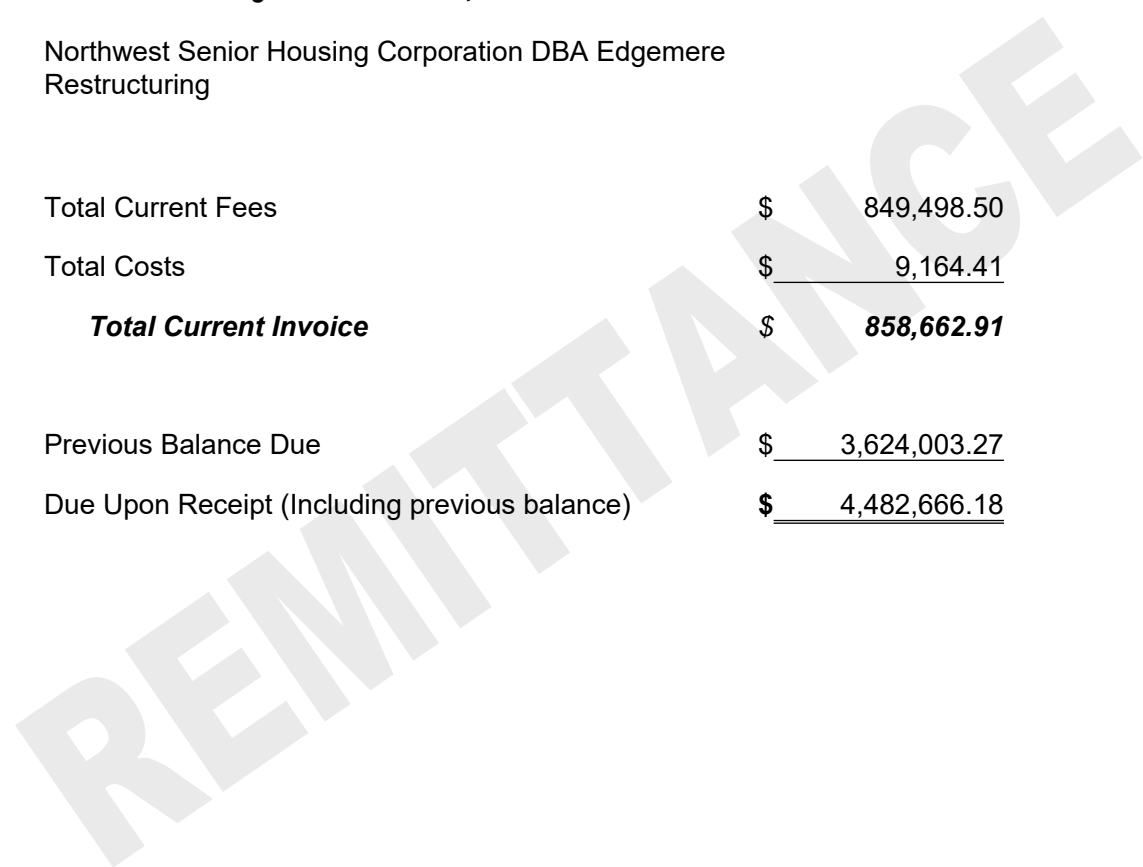 Northwest Senior Housing Corporation DBA Edgemere
Restructuring
Total Current Fees $ 849,498.50
Total Costs $ 9,164.41
Total Current Invoice $ 858,662.91
Previous Balance Due $ 3,624,003.27
Due Upon Receipt (Including previous balance) $ 4,482,666.18
REMITTANCE